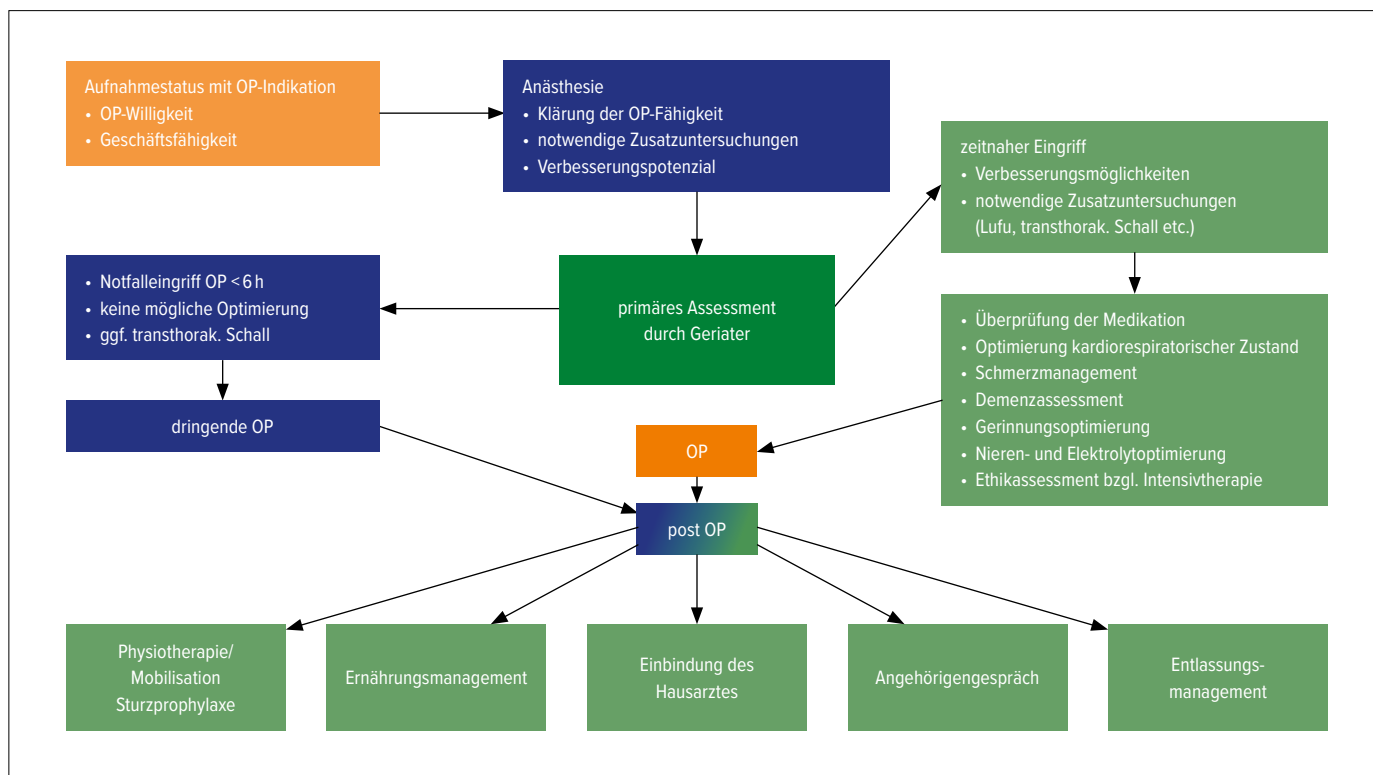 Aufnahmestatus mit OP-Indikation
• OP-Willigkeit
• Geschäftsfähigkeit
Anästhesie
• Klärung der OP-Fähigkeit
• notwendige Zusatzuntersuchungen
• Verbesserungspotenzial
zeitnaher Eingriff
• Verbesserungsmöglichkeiten
• notwendige Zusatzuntersuchungen
(Lufu, transthorak. Schall etc.)
• Notfalleingriff OP < 6 h
• keine mögliche Optimierung
• ggf. transthorak. Schall
primäres Assessment
durch Geriater
• Überprüfung der Medikation
• Optimierung kardiorespiratorischer Zustand
• Schmerzmanagement
• Demenzassessment
• Gerinnungsoptimierung
• Nieren- und Elektrolytoptimierung
• Ethikassessment bzgl. Intensivtherapie
dringende OP
OP
post OP
Physiotherapie/
Mobilisation
Sturzprophylaxe
Ernährungsmanagement
Einbindung des
Hausarztes
Angehörigengespräch
Entlassungs-
management